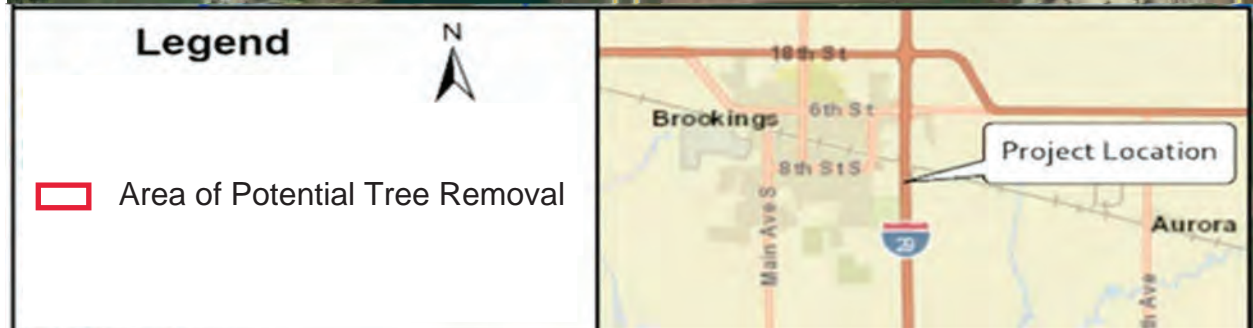 Legend
N
Area of Potential Tree Removal
18th St
6th St
Brookings
Project Location
8th St S
Main Ave S
29
Aurora
th Ave